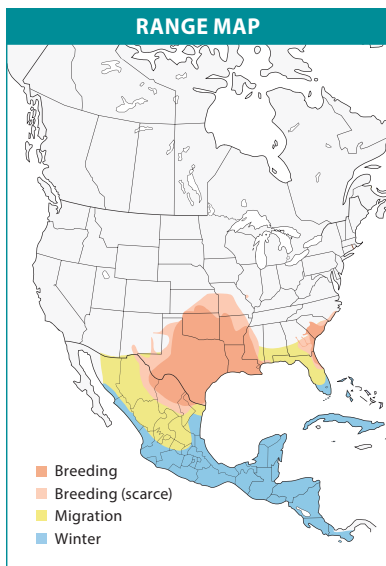 RANGE MAP
Breeding
Breeding (scarce)
Migration
Winter